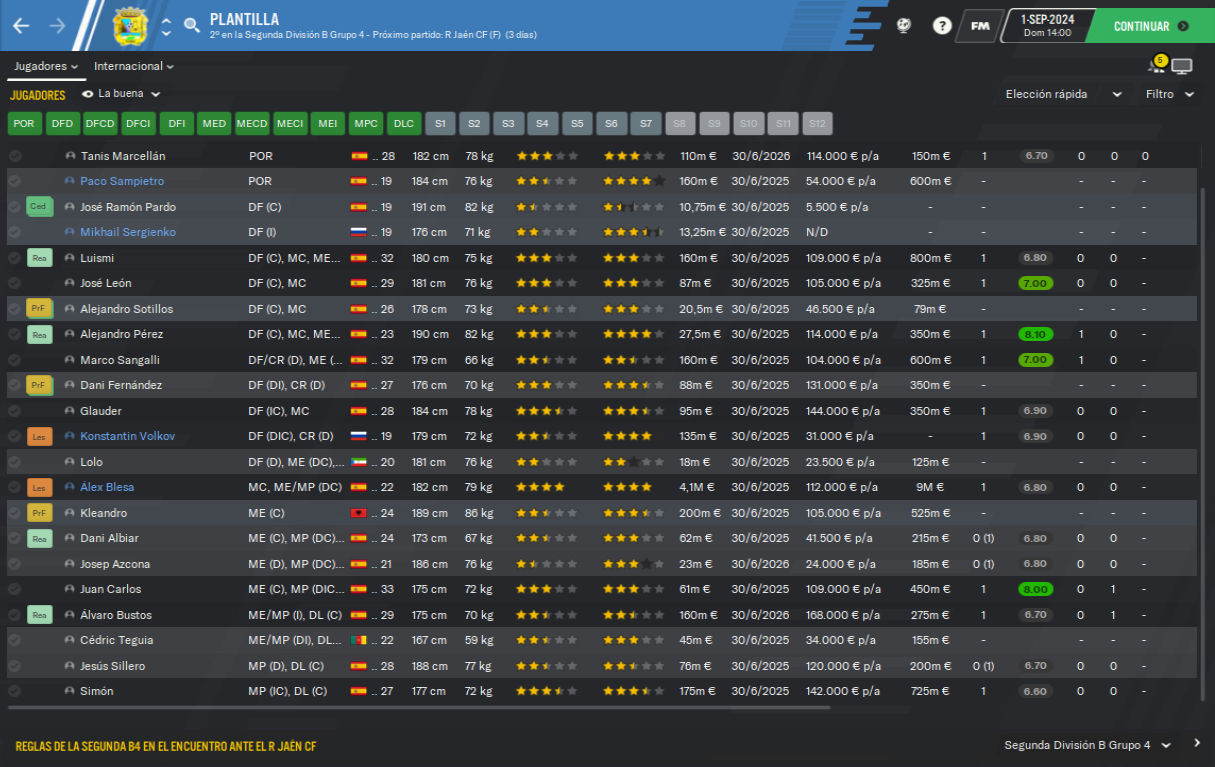 PLANTILLA
2º en la Segunda División B Grupo 4 - Próximo partido: R Jaén CF (F) (3 días)
? FM 1-SEP-2024 CONTINUAR
Dom 14:00
Jugadores Internacional 5
JUGADORES La buena Elección rápida Filtro
POR DFD DFCD DFCI DFI MED MECD MECI MEI MPC DLC S1 S2 S3 S4 S5 S6 S7 S8 S9 S10 S11 S12
Tanis Marcellán POR .. 28 182 cm 78 kg 110m € 30/6/2026 114.000 € p/a 150m € 1 6.70 0 0 0
Paco Sampietro POR .. 19 184 cm 76 kg 160m € 30/6/2025 54.000 € p/a 600m € - - - -
Ced José Ramón Pardo DF (C) .. 19 191 cm 82 kg 10,75m € 30/6/2025 5.500 € p/a - - - - -
Mikhail Sergienko DF (I) .. 19 176 cm 71 kg 13,25m € 30/6/2025 N/D - - - - -
Rea Luismi DF (C), MC, ME... .. 32 180 cm 75 kg 160m € 30/6/2025 109.000 € p/a 800m € 1 6.80 0 0 -
José León DF (C), MC .. 29 181 cm 76 kg 87m € 30/6/2025 105.000 € p/a 325m € 1 7.00 0 0 -
PrF Alejandro Sotillos DF (C), MC .. 26 178 cm 73 kg 20,5m € 30/6/2025 46.500 € p/a 79m € - - - -
Rea Alejandro Pérez DF (C), MC, ME... .. 23 190 cm 82 kg 27,5m € 30/6/2025 114.000 € p/a 350m € 1 8.10 1 0 -
Marco Sangalli DF/CR (D), ME (... .. 32 179 cm 66 kg 160m € 30/6/2025 104.000 € p/a 600m € 1 7.00 1 0 -
PrF Dani Fernández DF (DI), CR (D) .. 27 176 cm 70 kg 88m € 30/6/2025 131.000 € p/a 350m € - - - -
Glauder DF (IC), MC .. 28 184 cm 78 kg 95m € 30/6/2025 144.000 € p/a 350m € 1 6.90 0 0 -
Les Konstantin Volkov DF (DIC), CR (D) .. 19 179 cm 72 kg 135m € 30/6/2025 31.000 € p/a - 1 6.90 0 0 -
Lolo DF (D), ME (DC),... .. 20 181 cm 76 kg 18m € 30/6/2025 23.500 € p/a 125m € - - - -
Les Álex Blesa MC, ME/MP (DC) .. 22 182 cm 79 kg 4,1M € 30/6/2025 112.000 € p/a 9M € 1 6.80 0 0 -
PrF Kleandro ME (C) .. 24 189 cm 86 kg 200m € 30/6/2025 105.000 € p/a 525m € - - - -
Rea Dani Albiar ME (C), MP (DC)... .. 24 173 cm 67 kg 62m € 30/6/2025 41.500 € p/a 215m € 0 (1) 6.80 0 0 -
Josep Azcona ME (D), MP (DC)... .. 21 186 cm 76 kg 23m € 30/6/2026 24.000 € p/a 185m € 0 (1) 6.80 0 0 -
Juan Carlos ME (C), MP (DIC... .. 33 175 cm 72 kg 61m € 30/6/2025 109.000 € p/a 450m € 1 8.00 0 1 -
Rea Álvaro Bustos ME/MP (I), DL (C) .. 29 175 cm 70 kg 160m € 30/6/2026 168.000 € p/a 275m € 1 6.70 0 1 -
Cédric Teguia ME/MP (DI), DL... .. 22 167 cm 59 kg 45m € 30/6/2025 34.000 € p/a 155m € - - - -
Jesús Sillero MP (D), DL (C) .. 28 188 cm 77 kg 76m € 30/6/2025 120.000 € p/a 200m € 0 (1) 6.70 0 0 -
Simón MP (IC), DL (C) .. 27 177 cm 72 kg 175m € 30/6/2025 142.000 € p/a 725m € 1 6.60 0 0 -
REGLAS DE LA SEGUNDA B4 EN EL ENCUENTRO ANTE EL R JAÉN CF Segunda División B Grupo 4